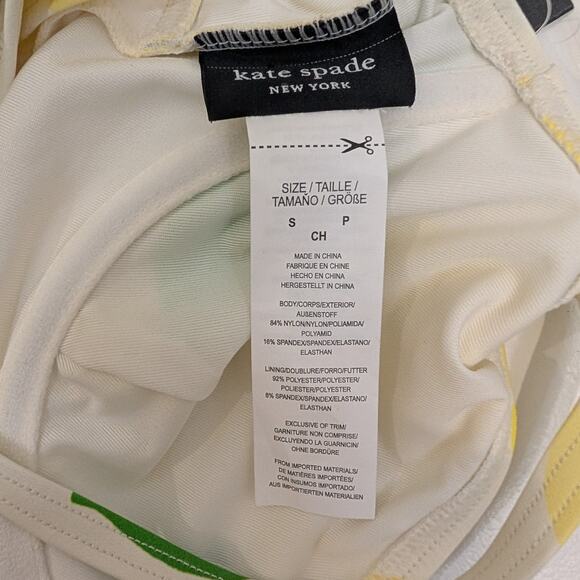 kate spade
NEW YORK
SIZE / TAILLE /
TAMAÑO / GRÖßE
S P
CH
MADE IN CHINA
FABRIQUE EN CHINE
HECHO EN CHINA
HERGESTELLT IN CHINA
BODY/CORPS/EXTERIOR/
AUßENSTOFF
84% NYLON/NYLON/POLIAMIDA/
POLYAMID
16% SPANDEX/SPANDEX/ELASTANO/
ELASTHAN
LINING/DOUBLURE/FORRO/FUTTER
92% POLYESTER/POLYESTER/
POLIESTER/POLYESTER
8% SPANDEX/SPANDEX/ELASTANO/
ELASTHAN
EXCLUSIVE OF TRIM/
GARNITURE NON COMPRISE/
EXCLUYENDO LA GUARNICIN/
OHNE BORDÜRE
FROM IMPORTED MATERIALS/
DE MATIÈRES IMPORTÉES/
CON INSUMOS IMPORTADO/
AUS IMPORTIERTEN MATERIALIEN